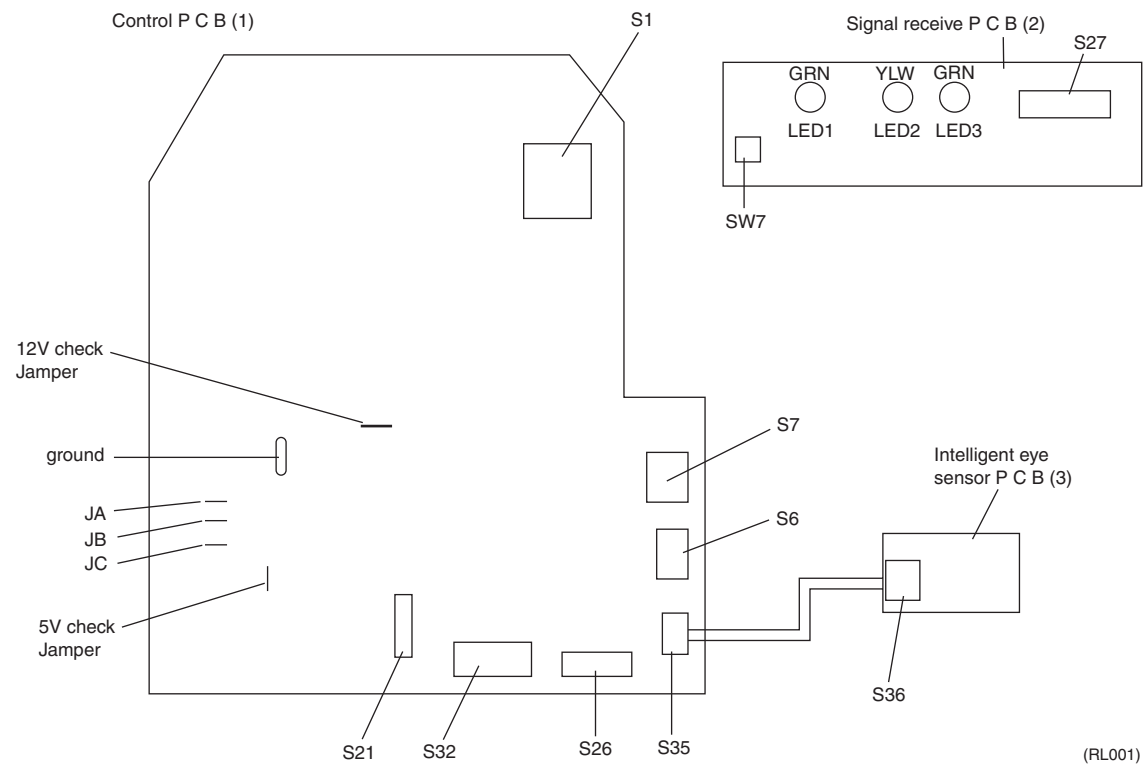 Control P C B (1)
S1
Signal receive P C B (2)
S27
GRN
YLW
GRN
LED1
LED2
LED3
SW7
12V check
Jamper
ground
JA
JB
JC
5V check
Jamper
S7
S6
Intelligent eye
sensor P C B (3)
S36
S21
S32
S26
S35
(RL001)